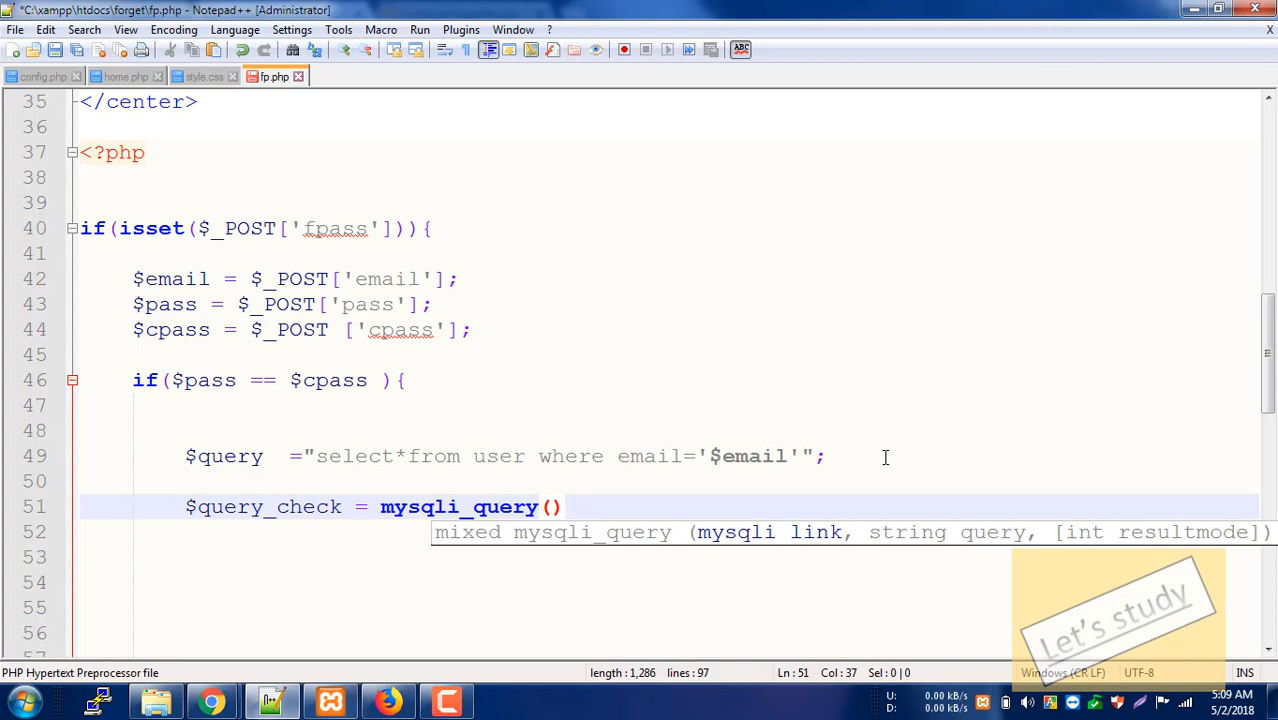 *C:\xampp\htdocs\forget\fp.php - Notepad++ [Administrator]
File Edit Search View Encoding Language Settings Tools Macro Run Plugins Window ? X
config.php home.php style.css fp.php
35 </center>
36
37 <?php
38
39
40 if(isset($_POST['fpass'])){
41
42 $email = $_POST['email'];
43 $pass = $_POST['pass'];
44 $cpass = $_POST ['cpass'];
45
46 if($pass == $cpass ){
47
48
49 $query ="select*from user where email='$email'";
50
51 $query_check = mysqli_query()
52 mixed mysqli_query (mysqli link, string query, [int resultmode])
53
54
55
56
57
Let's study
PHP Hypertext Preprocessor file length : 1,286 lines : 97 Ln : 51 Col : 37 Sel : 0 | 0 Windows (CR LF) UTF-8 INS
U: 0.00 kB/s
D: 0.00 kB/s
5:09 AM
5/2/2018